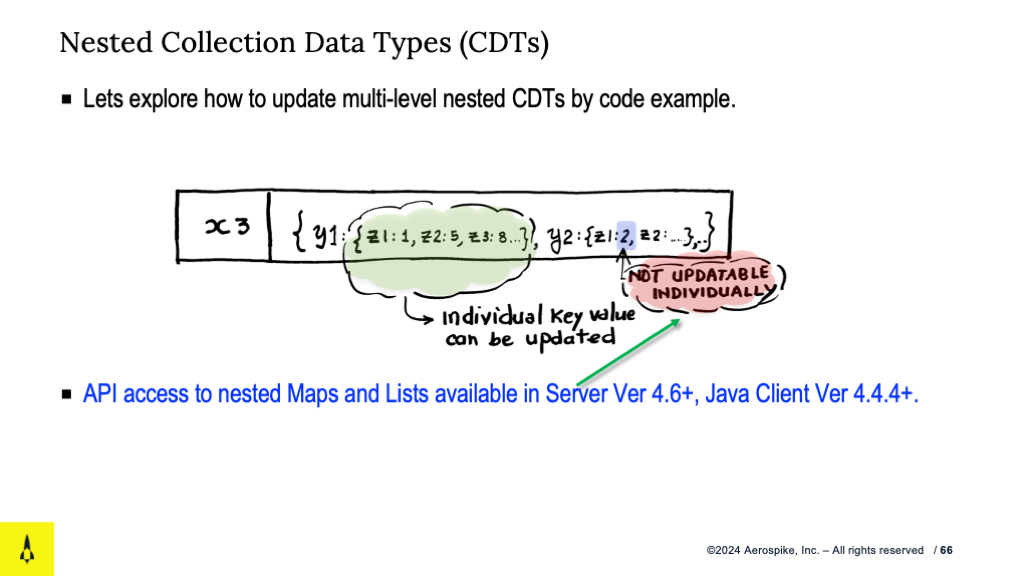 Nested Collection Data Types (CDTs)
Lets explore how to update multi-level nested CDTs by code example.
x3 { y1:{z1:1, z2:5, z3:8...}, y2:{z1:2, z2:...},..}
NOT UPDATABLE
INDIVIDUALLY
individual key value
can be updated
API access to nested Maps and Lists available in Server Ver 4.6+, Java Client Ver 4.4.4+.
©2024 Aerospike, Inc. – All rights reserved / 66